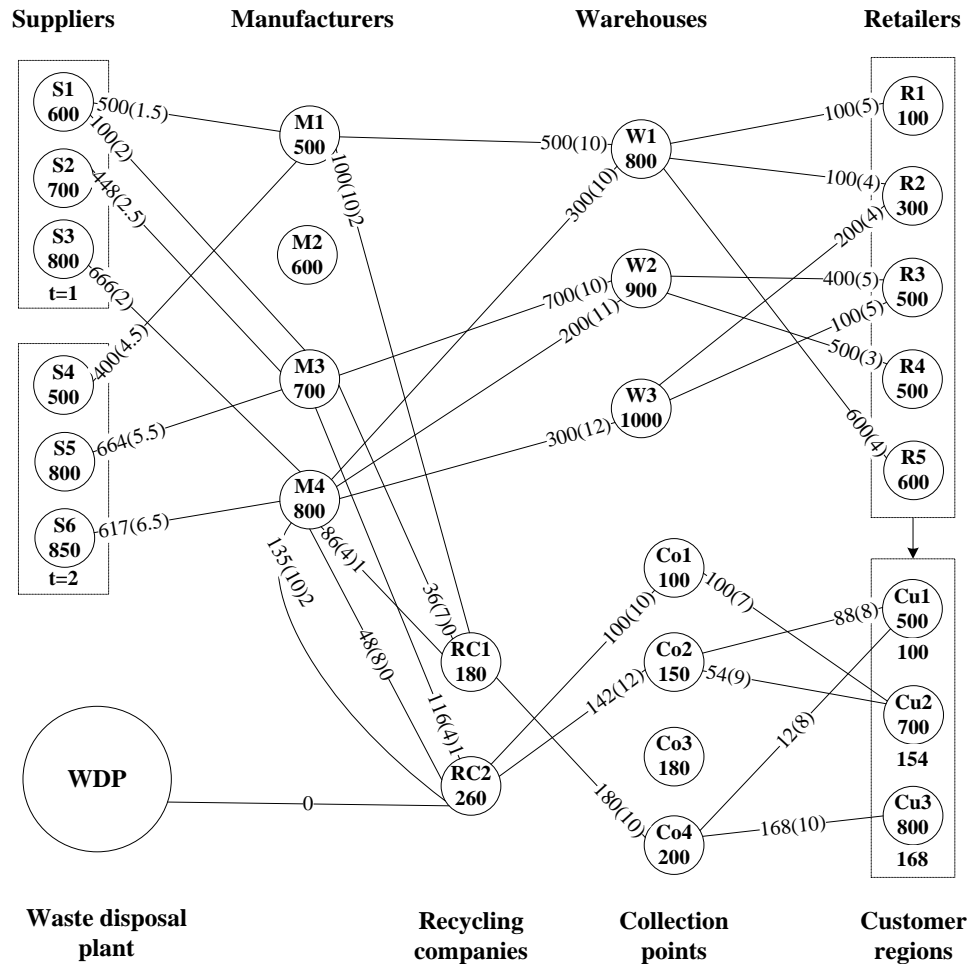 Suppliers
Manufacturers
Warehouses
Retailers
S1
600
S2
700
S3
800
t=1
S4
500
S5
800
S6
850
t=2
500(1.5)
100(2)
448(2.5)
666(2)
400(4.5)
664(5.5)
617(6.5)
M1
500
M2
600
M3
700
M4
800
500(10)
100(10)2
300(10)
700(10)
200(11)
300(12)
W1
800
W2
900
W3
1000
100(5)
100(4)
200(4)
400(5)
100(5)
500(3)
600(4)
R1
100
R2
300
R3
500
R4
500
R5
600
135(10)2
86(4)1
48(8)0
36(7)0
116(4)1
RC1
180
RC2
260
100(10)
142(12)
180(10)
Co1
100
Co2
150
Co3
180
Co4
200
100(7)
88(8)
54(9)
12(8)
168(10)
Cu1
500
100
Cu2
700
154
Cu3
800
168
WDP
0
Waste disposal
plant
Recycling
companies
Collection
points
Customer
regions